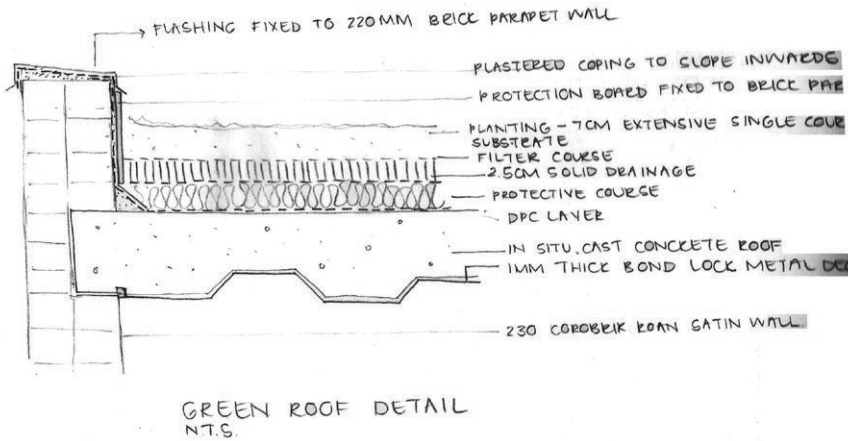 FLASHING FIXED TO 220MM BRICK PARAPET WALL
PLASTERED COPING TO SLOPE INWARDS
PROTECTION BOARD FIXED TO BRICK PAR
PLANTING - 7CM EXTENSIVE SINGLE COUR
SUBSTRATE
FILTER COURSE
2.5CM SOLID DRAINAGE
PROTECTIVE COURSE
DPC LAYER
IN SITU. CAST CONCRETE ROOF
1MM THICK BOND LOCK METAL DEC
230 COROBRIK ROAN SATIN WALL.
GREEN ROOF DETAIL
N.T.S.